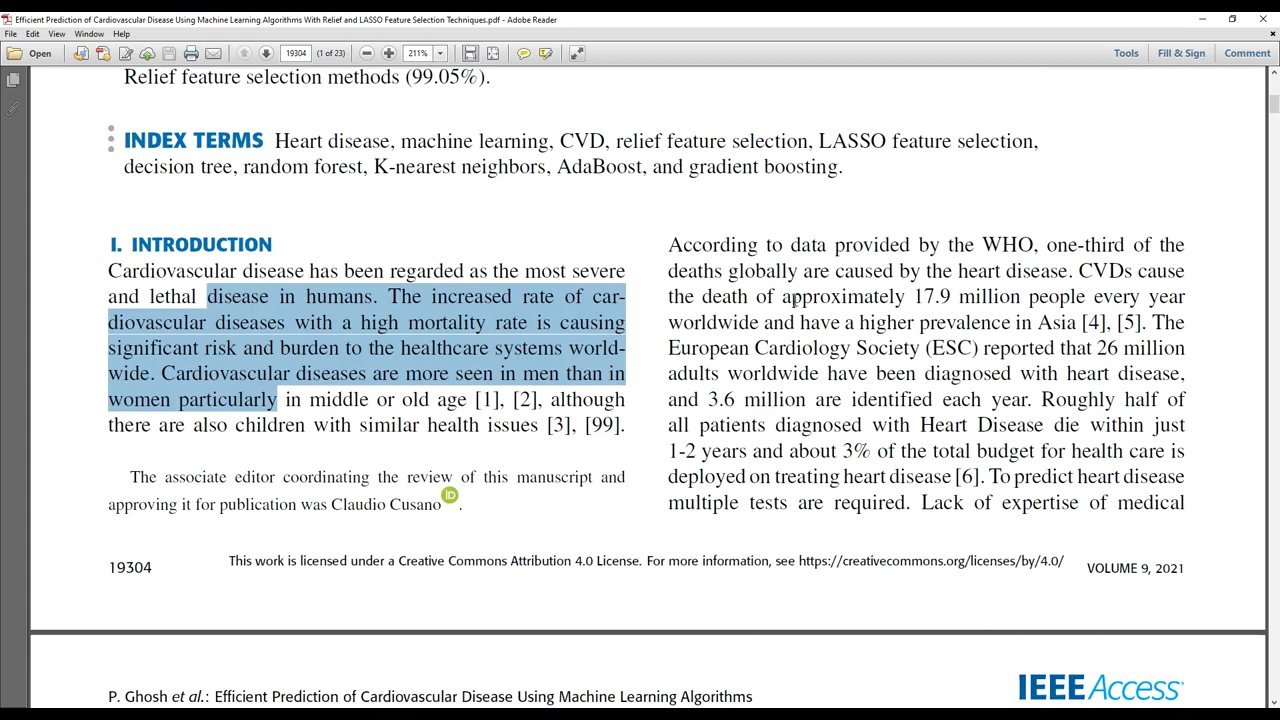 Efficient Prediction of Cardiovascular Disease Using Machine Learning Algorithms With Relief and LASSO Feature Selection Techniques.pdf - Adobe Reader
File Edit View Window Help
Open 19304 (1 of 23) 211% Tools Fill & Sign Comment
Relief feature selection methods (99.05%).
INDEX TERMS Heart disease, machine learning, CVD, relief feature selection, LASSO feature selection,
decision tree, random forest, K-nearest neighbors, AdaBoost, and gradient boosting.
I. INTRODUCTION
Cardiovascular disease has been regarded as the most severe
and lethal disease in humans. The increased rate of car-
diovascular diseases with a high mortality rate is causing
significant risk and burden to the healthcare systems world-
wide. Cardiovascular diseases are more seen in men than in
women particularly in middle or old age [1], [2], although
there are also children with similar health issues [3], [99].
The associate editor coordinating the review of this manuscript and
approving it for publication was Claudio Cusano iD.
According to data provided by the WHO, one-third of the
deaths globally are caused by the heart disease. CVDs cause
the death of approximately 17.9 million people every year
worldwide and have a higher prevalence in Asia [4], [5]. The
European Cardiology Society (ESC) reported that 26 million
adults worldwide have been diagnosed with heart disease,
and 3.6 million are identified each year. Roughly half of
all patients diagnosed with Heart Disease die within just
1-2 years and about 3% of the total budget for health care is
deployed on treating heart disease [6]. To predict heart disease
multiple tests are required. Lack of expertise of medical
19304 This work is licensed under a Creative Commons Attribution 4.0 License. For more information, see https://creativecommons.org/licenses/by/4.0/ VOLUME 9, 2021
P. Ghosh et al.: Efficient Prediction of Cardiovascular Disease Using Machine Learning Algorithms
IEEE Access